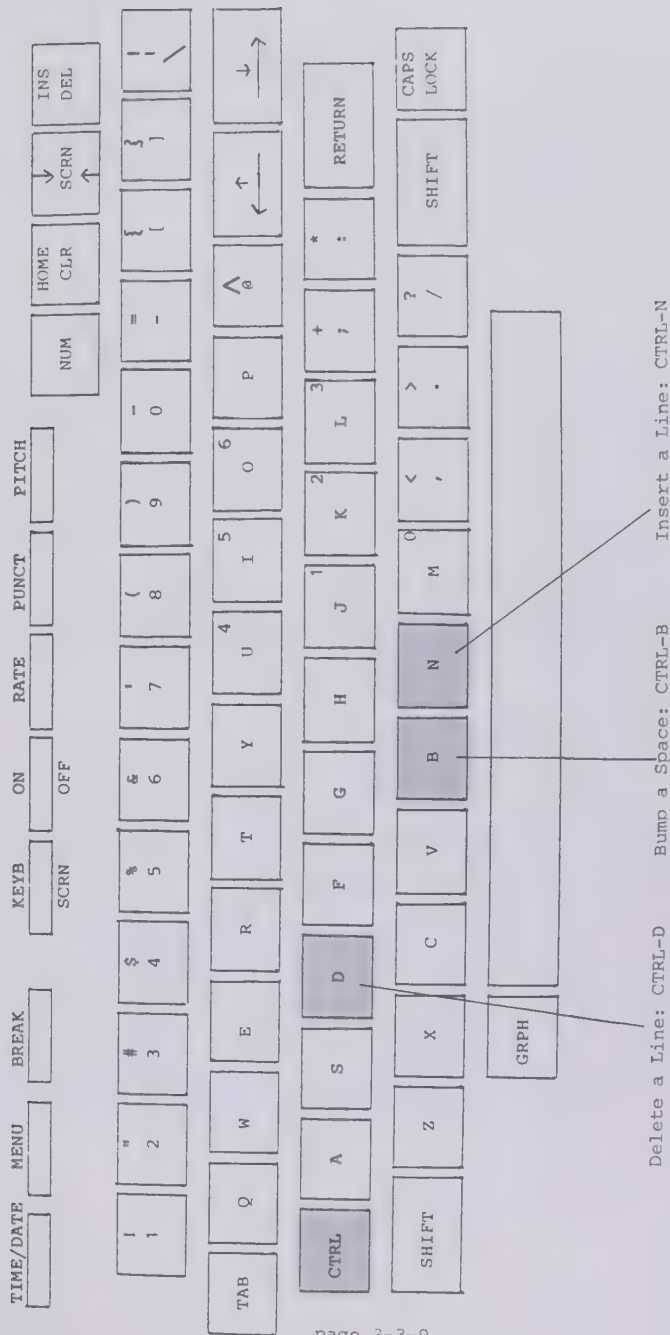 TIME/DATE MENU BREAK KEYB ON RATE PUNCT PITCH
SCRN OFF
NUM HOME CLR SCRN INS DEL
! 1 " 2 # 3 $ 4 % 5 & 6 ' 7 ( 8 ) 9 - 0 = - { [ } ] ¦ \
TAB Q W E R T Y U 4 I 5 O 6 P ^ @ ← ↑ ↓ →
CTRL A S D F G H J 1 K 2 L 3 + ; * : RETURN
SHIFT Z X C V B N M 0 < , > . ? / SHIFT CAPS LOCK
GRPH
Delete a Line: CTRL-D Bump a Space: CTRL-B Insert a Line: CTRL-N